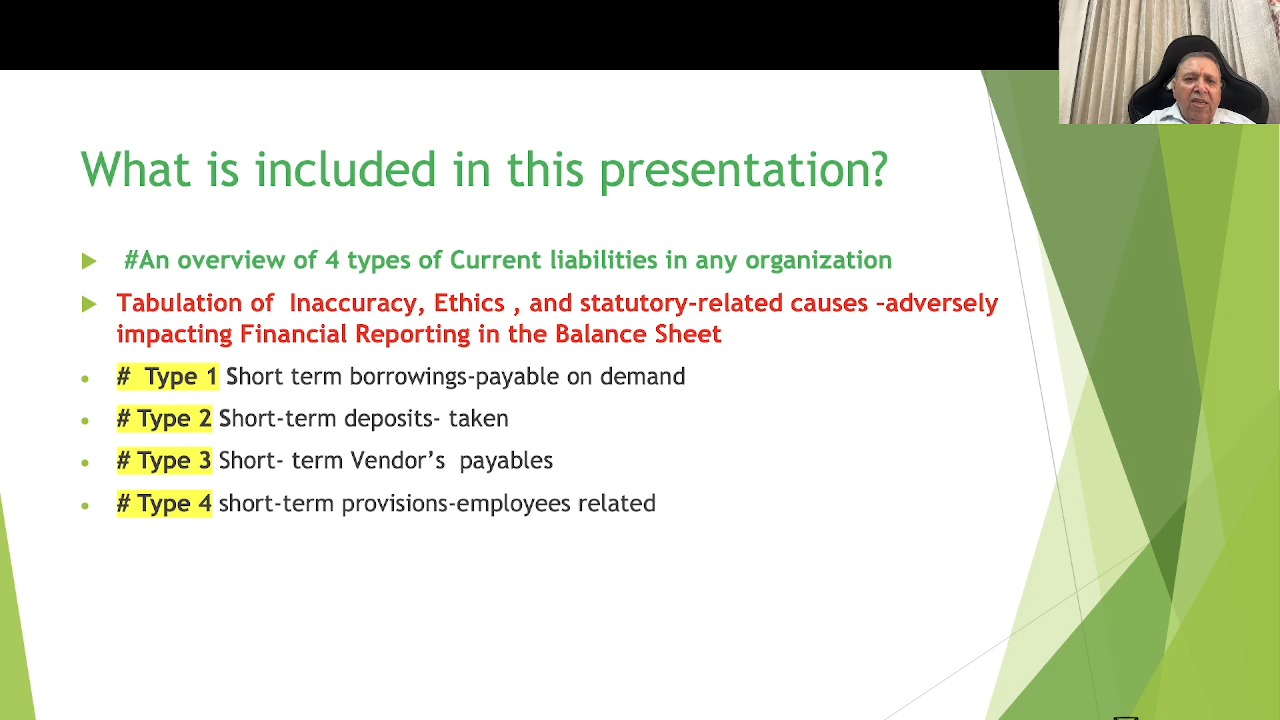 What is included in this presentation?
#An overview of 4 types of Current liabilities in any organization
Tabulation of Inaccuracy, Ethics , and statutory-related causes -adversely
impacting Financial Reporting in the Balance Sheet
# Type 1 Short term borrowings-payable on demand
# Type 2 Short-term deposits- taken
# Type 3 Short- term Vendor's payables
# Type 4 short-term provisions-employees related